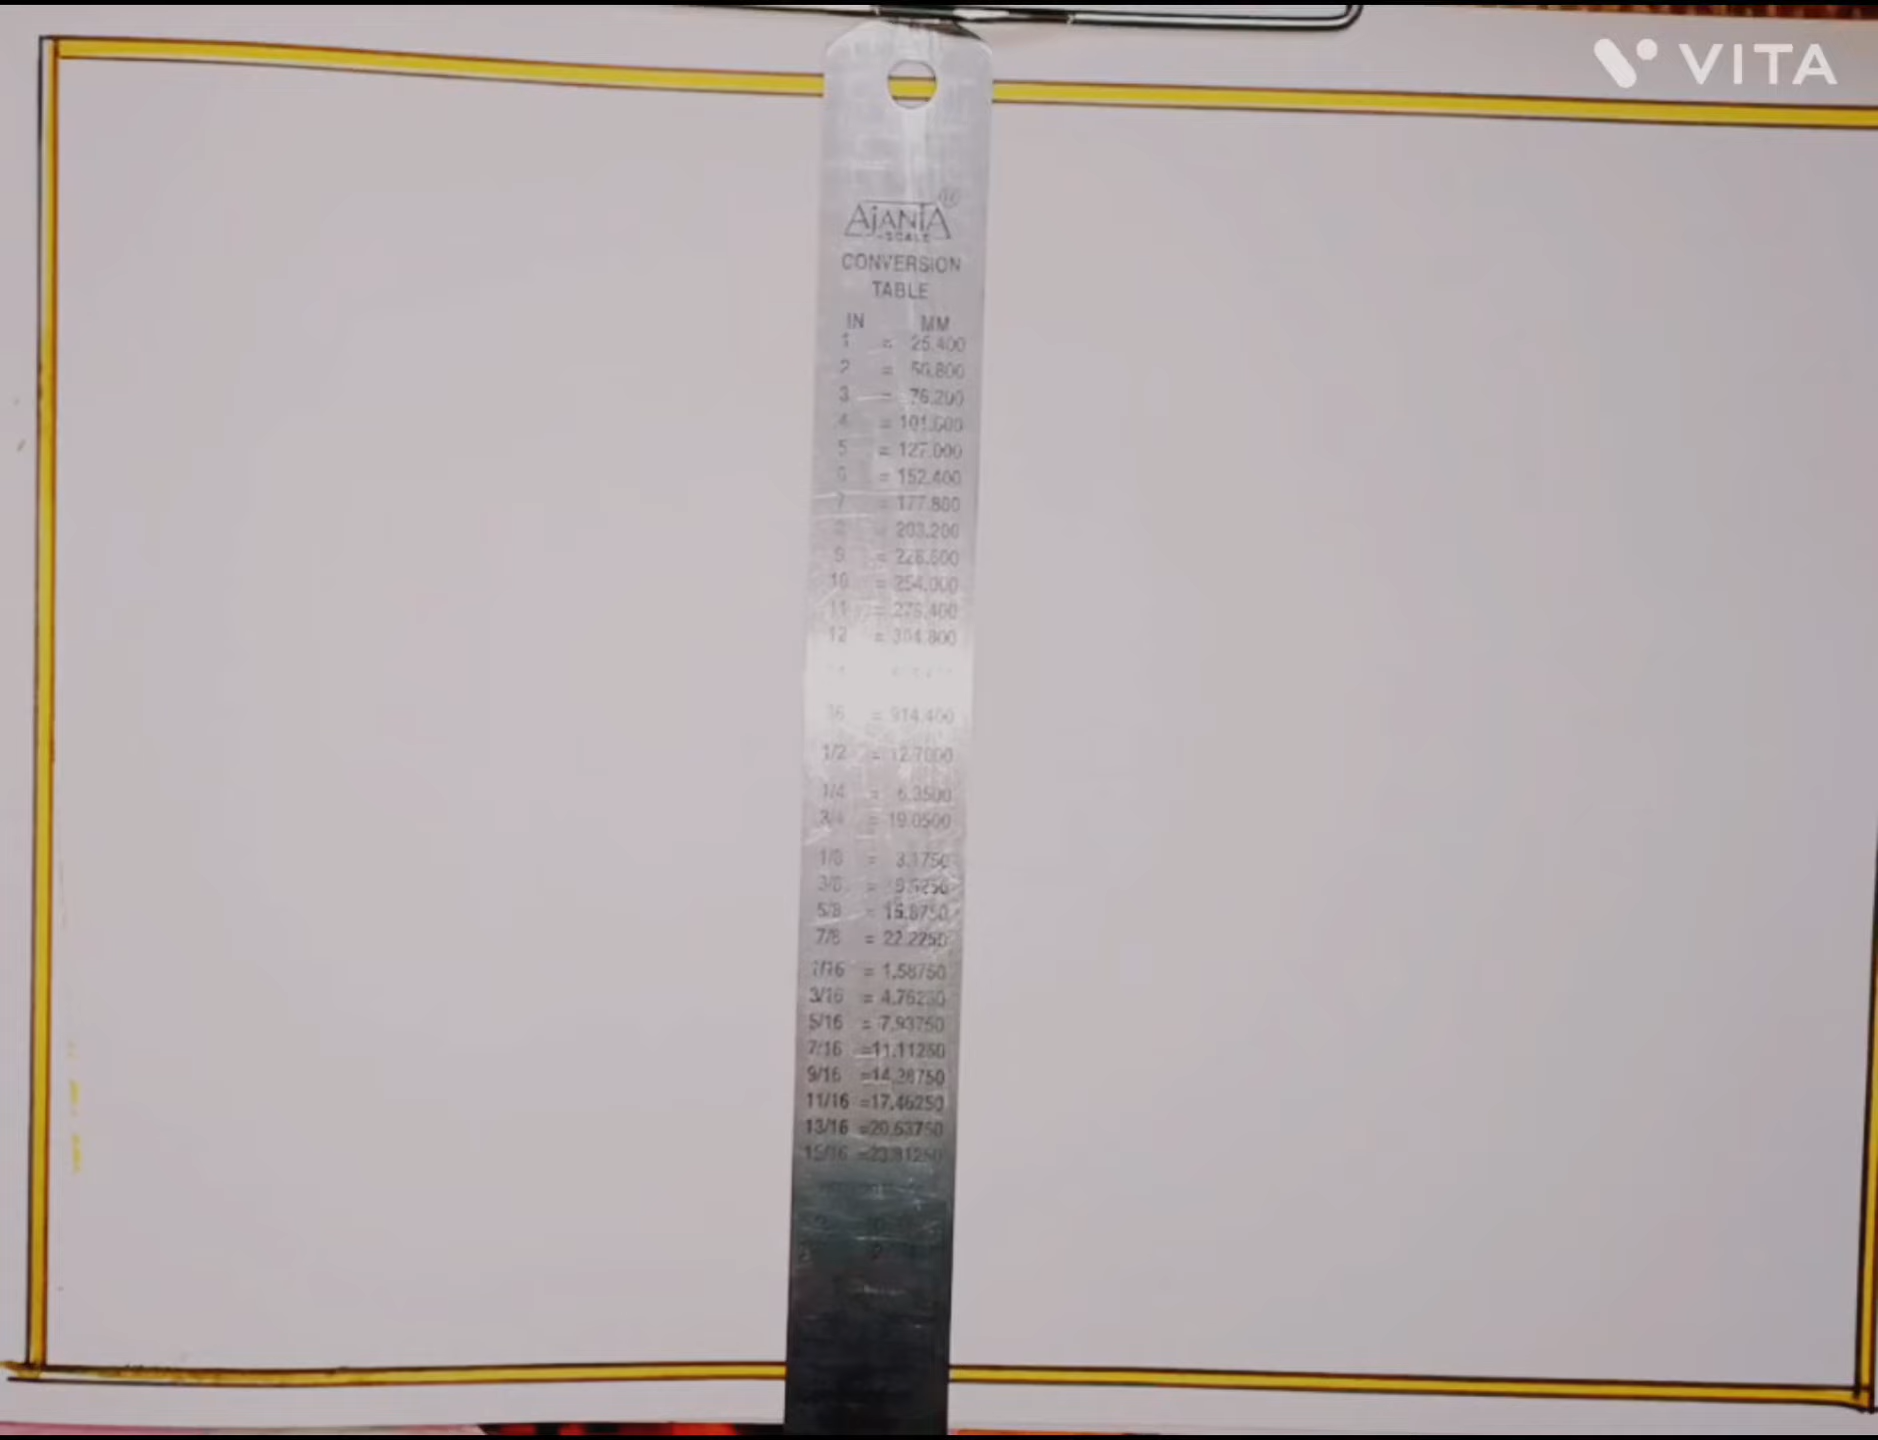 VITA
AJANTA
SCALE
CONVERSION
TABLE
IN MM
1 = 25.400
2 = 50.800
3 = 76.200
4 = 101.600
5 = 127.000
6 = 152.400
7 = 177.800
= 203.200
9 = 228.600
10 = 254.000
11 = 279.400
12 = 304.800
36 = 914.400
1/2 = 12.7000
1/4 = 6.3500
3/4 = 19.0500
1/8 = 3.1750
3/8 = 9.5250
5/8 = 15.8750
7/8 = 22.2250
1/16 = 1.58750
3/16 = 4.76250
5/16 = 7.93750
7/16 =11.11250
9/16 =14.28750
11/16 =17.46250
13/16 =20.63750
15/16 =23.81250